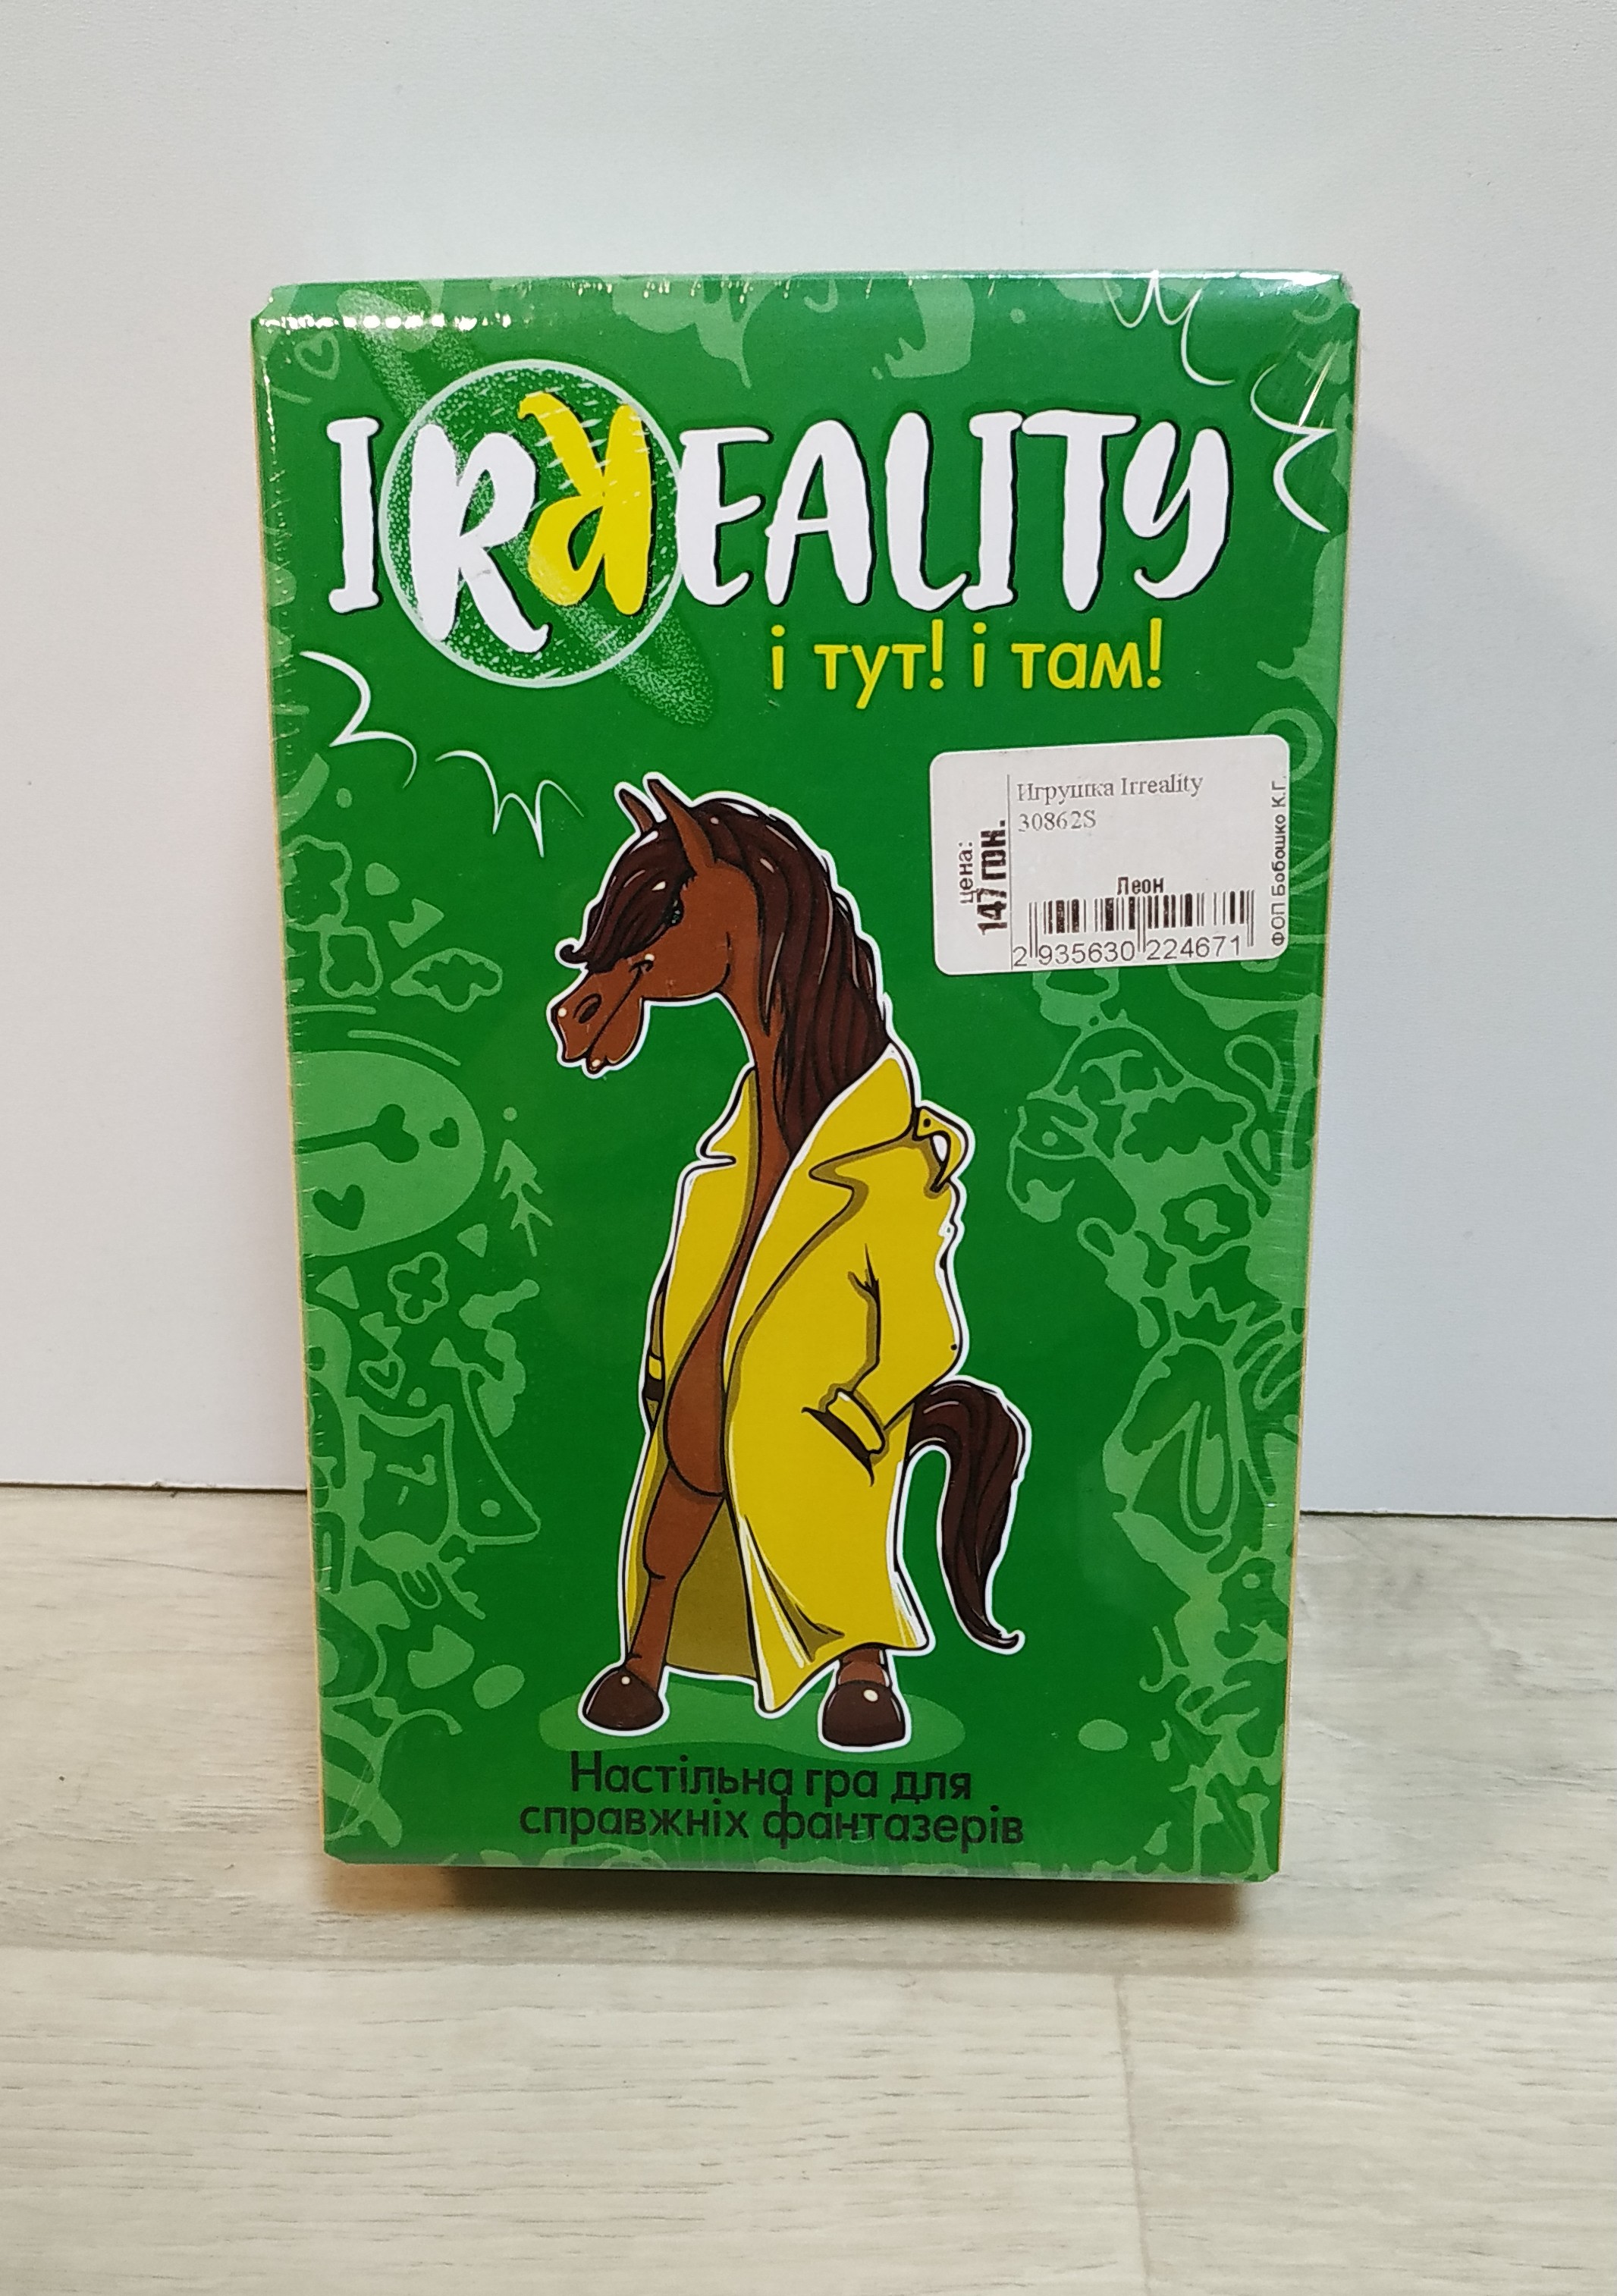 IRREALITY
і тут! і там!
Игрушка Irreality
30862S
цена:
147 грн.
Леон
2 935630 224671
ФОП Бобошко К.Г.
Настільна гра для
справжніх фантазерів